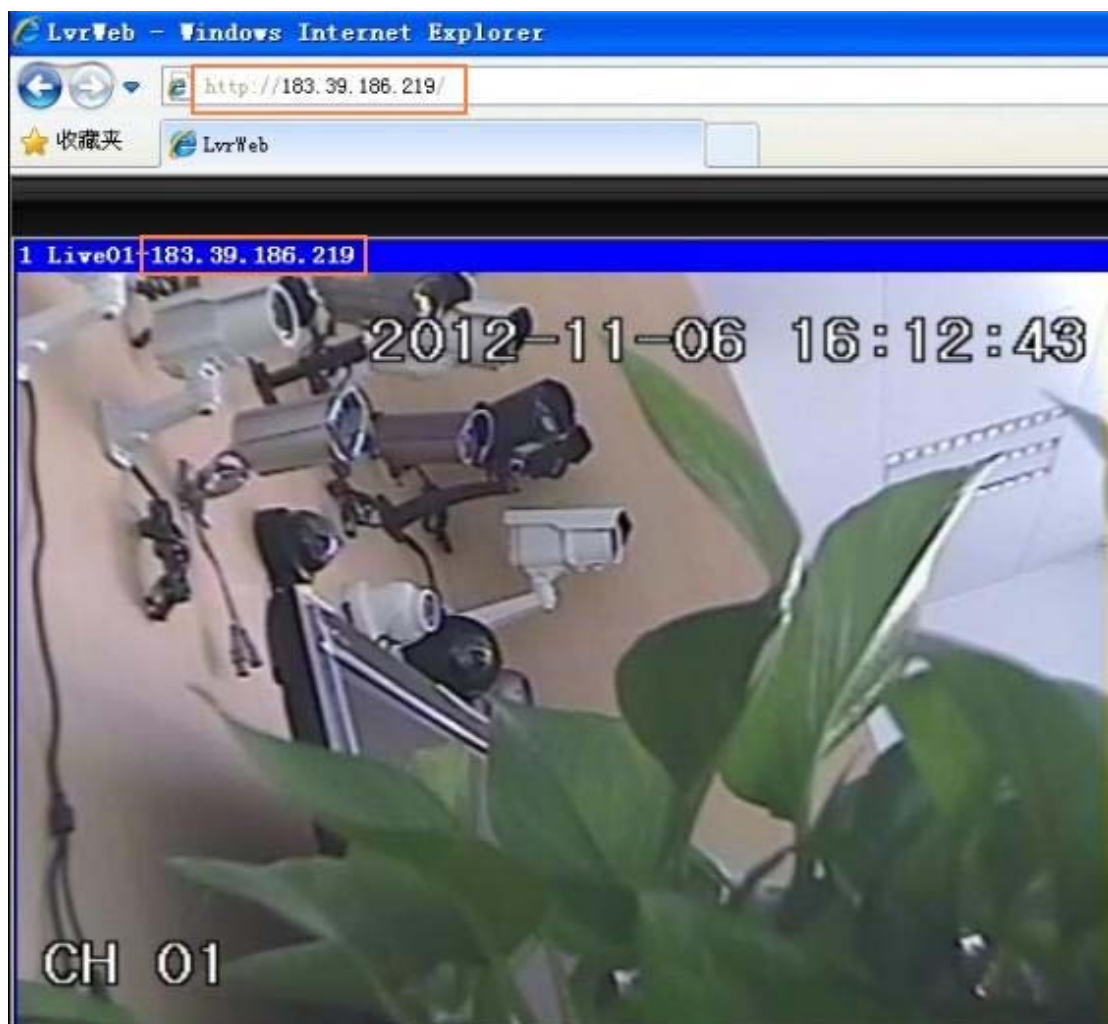 LvrWeb - Windows Internet Explorer
http://183.39.186.219/
收藏夹 LvrWeb
1 Live01-183.39.186.219
2012-11-06 16:12:43
CH 01